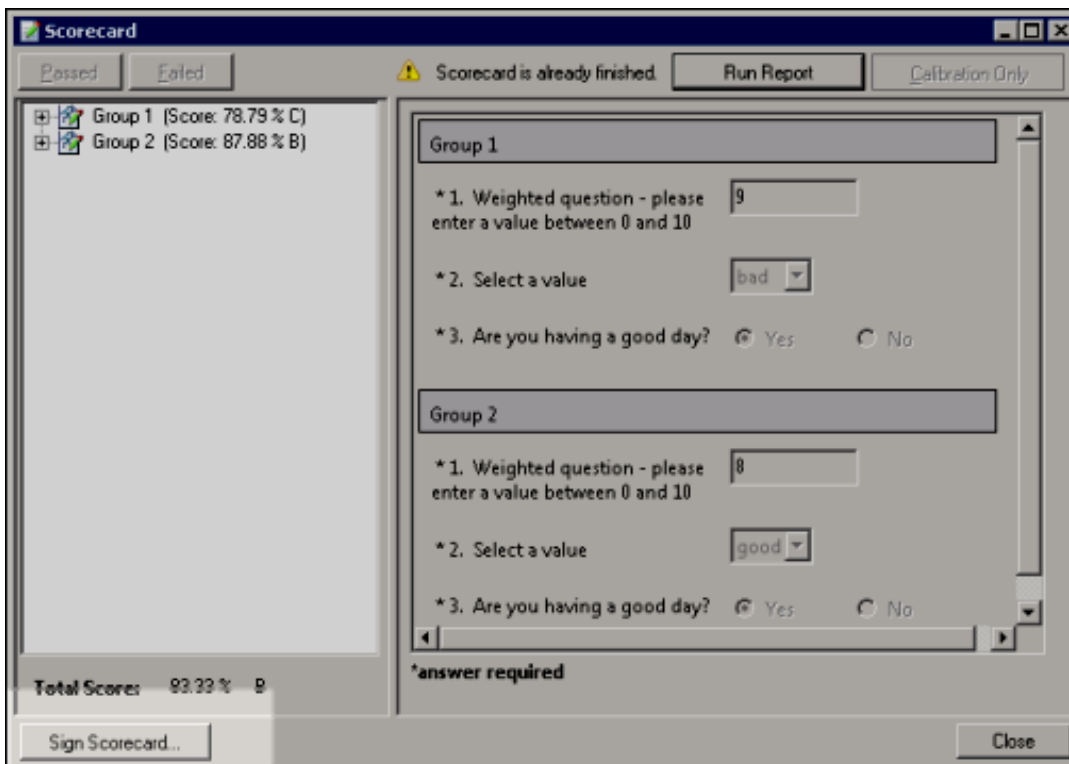 Scorecard
Passed Failed Scorecard is already finished. Run Report Calibration Only
Group 1 (Score: 78.79 % C)
Group 2 (Score: 87.88 % B)
Group 1
* 1. Weighted question - please
enter a value between 0 and 10
9
* 2. Select a value bad
* 3. Are you having a good day? Yes No
Group 2
* 1. Weighted question - please
enter a value between 0 and 10
8
* 2. Select a value good
* 3. Are you having a good day? Yes No
*answer required
Total Score: 83.33 % B
Sign Scorecard... Close